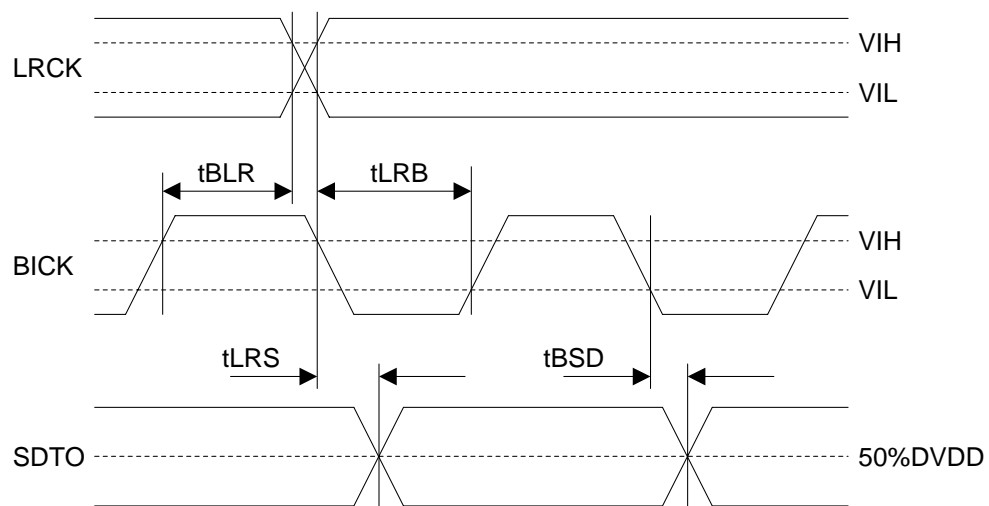 VIH
LRCK
VIL
tBLR
tLRB
VIH
BICK
VIL
tLRS
tBSD
SDTO
50%DVDD